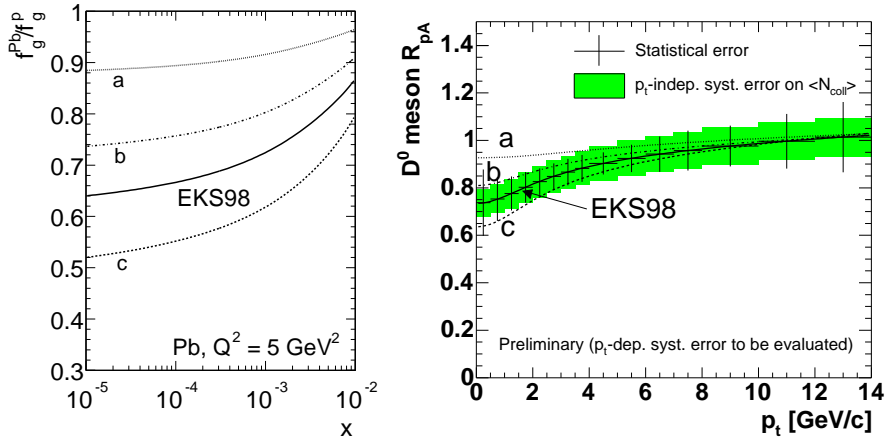 f_g^Pb/f_g^p
1
0.9
0.8
0.7
0.6
0.5
0.4
0.3
a
b
EKS98
c
Pb, Q² = 5 GeV²
10⁻⁵
10⁻⁴
10⁻³
10⁻²
x
D⁰ meson R_pA
1.4
1.2
1
0.8
0.6
0.4
0.2
0
Statistical error
p_t-indep. syst. error on <N_coll>
a
b
EKS98
c
Preliminary (p_t-dep. syst. error to be evaluated)
0 2 4 6 8 10 12 14
p_t [GeV/c]